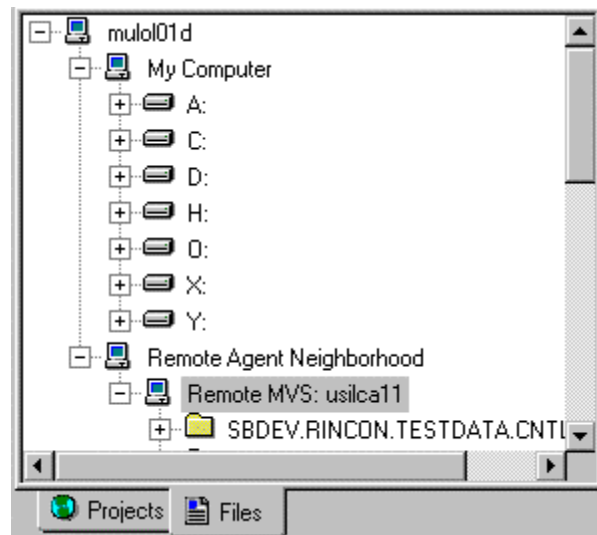 mulol01d
My Computer
A:
C:
D:
H:
O:
X:
Y:
Remote Agent Neighborhood
Remote MVS: usilca11
SBDEV.RINCON.TESTDATA.CNTL
Projects
Files